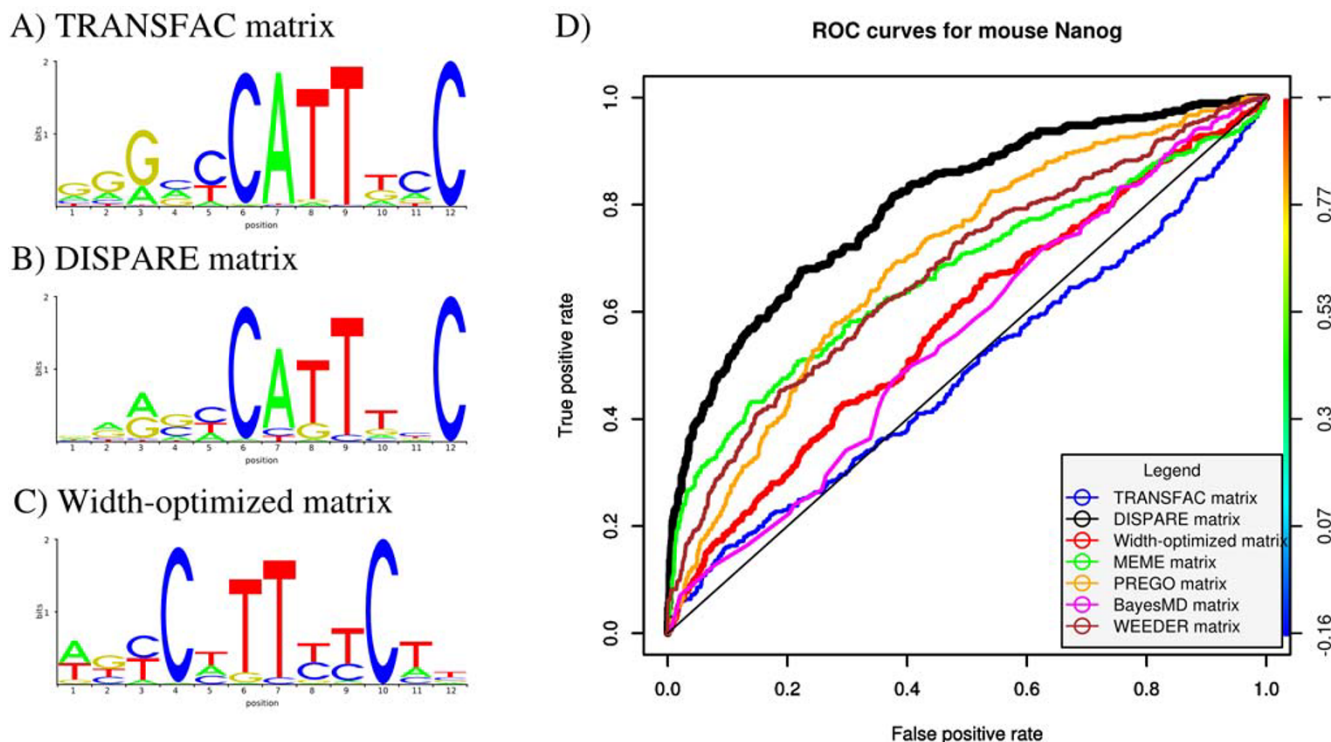 A) TRANSFAC matrix
2
1
bits
G G G C C C A T T T C C
A A A A T G G A
1 2 3 4 5 6 7 8 9 10 11 12
position
B) DISPARE matrix
2
1
bits
A A G C C A T T T C
G G C T C G C
1 2 3 4 5 6 7 8 9 10 11 12
position
C) Width-optimized matrix
2
1
bits
A G C C T T T T T C T
T T T A G C C C A
1 2 3 4 5 6 7 8 9 10 11 12
position
D)
ROC curves for mouse Nanog
True positive rate
1.0
0.8
0.6
0.4
0.2
0.0
0.0 0.2 0.4 0.6 0.8 1.0
False positive rate
Legend
TRANSFAC matrix
DISPARE matrix
Width-optimized matrix
MEME matrix
PREGO matrix
BayesMD matrix
WEEDER matrix
1
0.77
0.53
0.3
0.07
-0.16